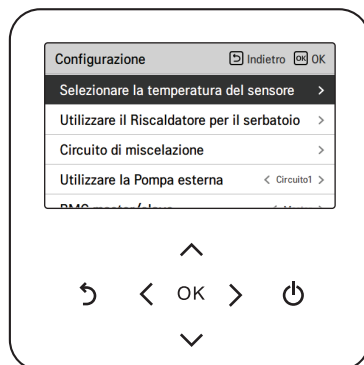 Configurazione Indietro OK OK
Selezionare la temperatura del sensore >
Utilizzare il Riscaldatore per il serbatoio >
Circuito di miscelazione >
Utilizzare la Pompa esterna < Circuito1 >
OK